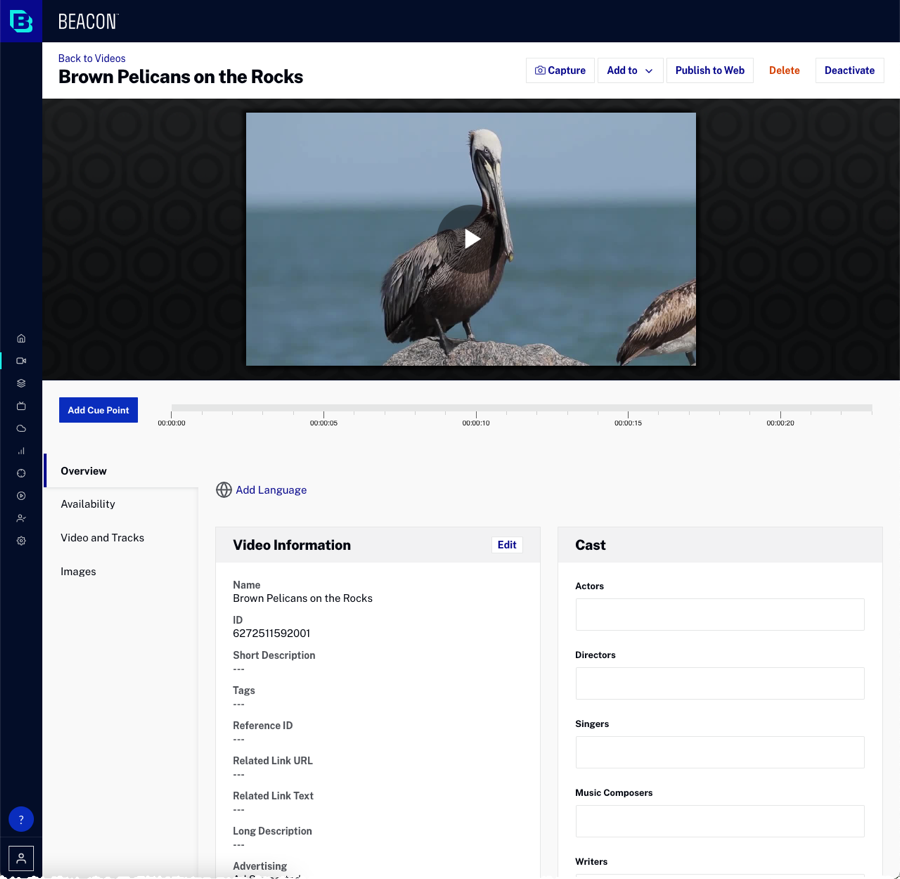 BEACON
Back to Videos
Brown Pelicans on the Rocks
Capture
Add to
Publish to Web
Delete
Deactivate
Add Cue Point
00:00:00
00:00:05
00:00:10
00:00:15
00:00:20
Overview
Availability
Video and Tracks
Images
Add Language
Video Information
Edit
Name
Brown Pelicans on the Rocks
ID
6272511592001
Short Description
---
Tags
---
Reference ID
---
Related Link URL
---
Related Link Text
---
Long Description
---
Advertising
Cast
Actors
Directors
Singers
Music Composers
Writers
?